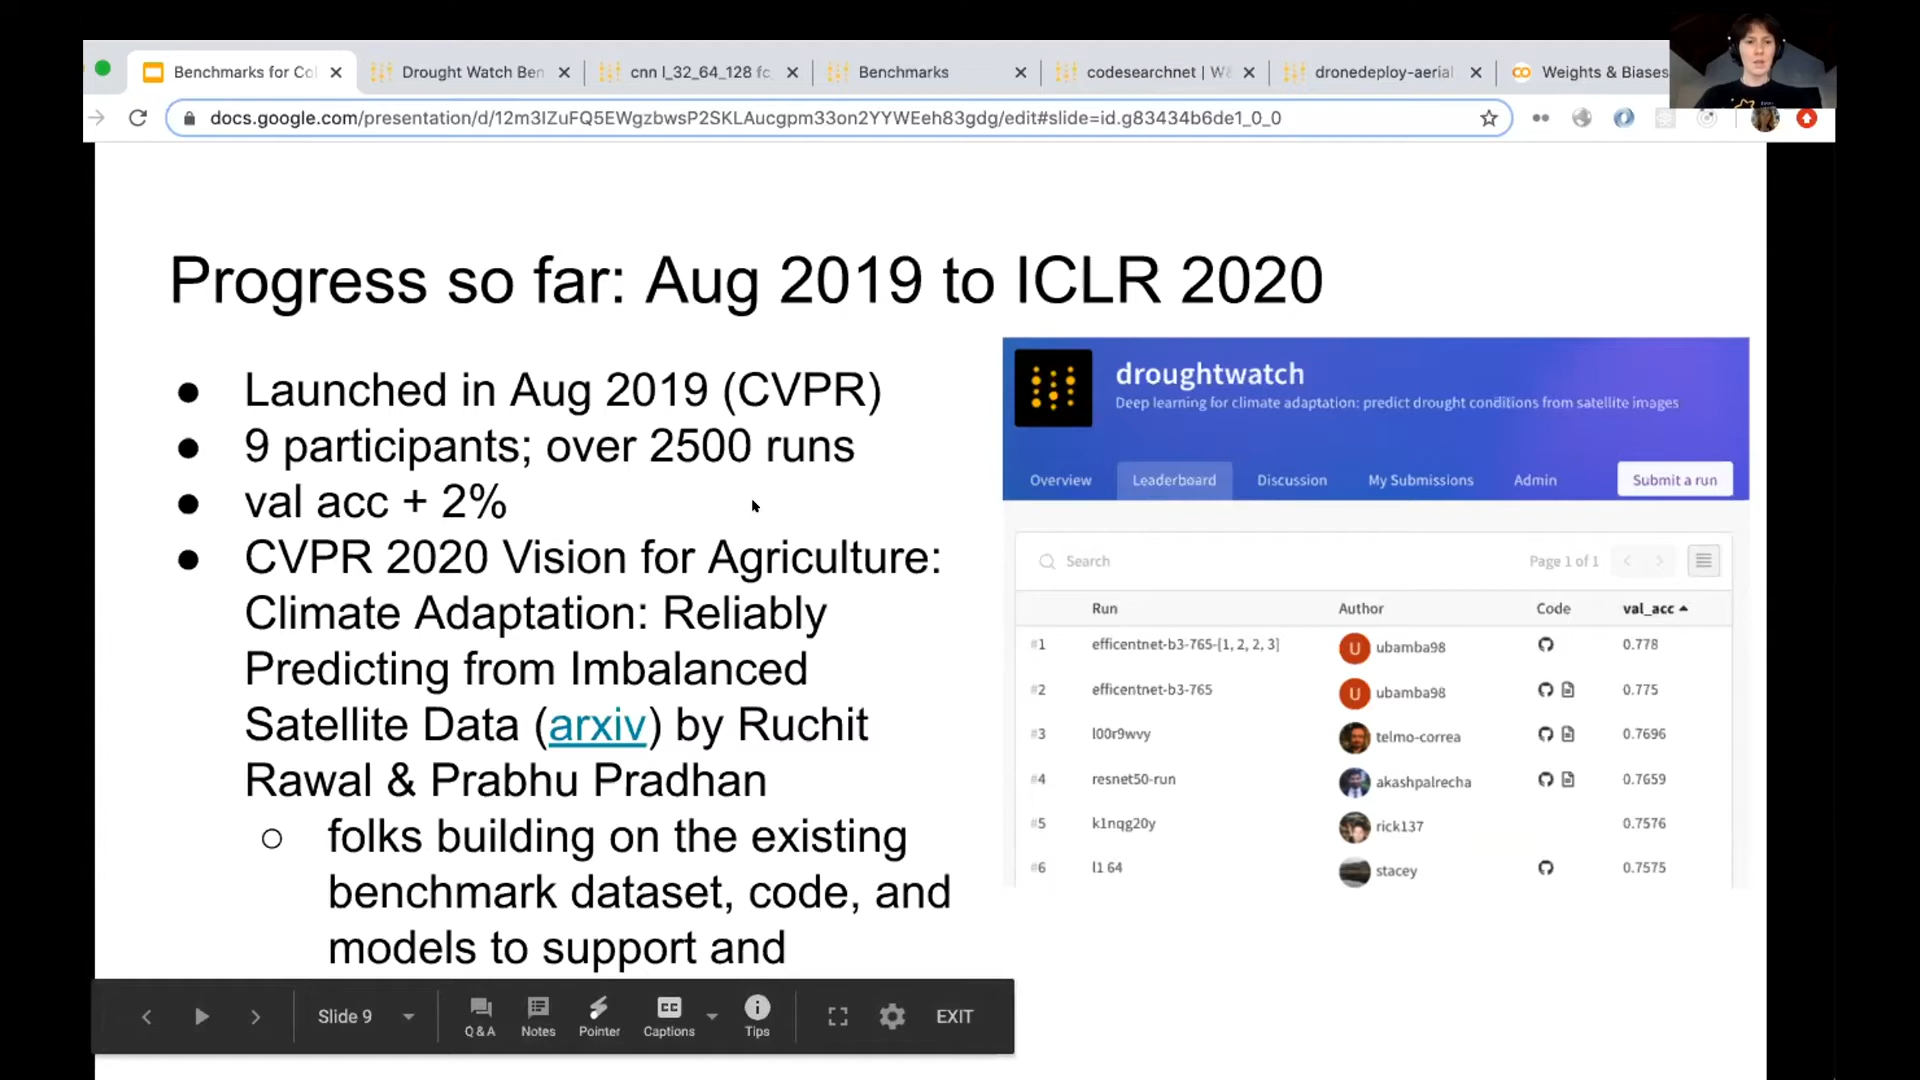 Benchmarks for Col
Drought Watch Ben
cnn l_32_64_128 fc
Benchmarks
codesearchnet | W&
dronedeploy-aerial
Weights & Biases
docs.google.com/presentation/d/12m3IZuFQ5EWgzbwsP2SKLAucgpm33on2YYWEeh83gdg/edit#slide=id.g83434b6de1_0_0
Progress so far: Aug 2019 to ICLR 2020
● Launched in Aug 2019 (CVPR)
● 9 participants; over 2500 runs
● val acc + 2%
● CVPR 2020 Vision for Agriculture:
Climate Adaptation: Reliably
Predicting from Imbalanced
Satellite Data (arxiv) by Ruchit
Rawal & Prabhu Pradhan
○ folks building on the existing
benchmark dataset, code, and
models to support and
droughtwatch
Deep learning for climate adaptation: predict drought conditions from satellite images
Overview Leaderboard Discussion My Submissions Admin Submit a run
Search Page 1 of 1
Run Author Code val_acc
#1 efficentnet-b3-765-[1, 2, 2, 3] U ubamba98 0.778
#2 efficentnet-b3-765 U ubamba98 0.775
#3 l00r9wvy telmo-correa 0.7696
#4 resnet50-run akashpalrecha 0.7659
#5 k1nqg20y rick137 0.7576
#6 l1 64 stacey 0.7575
Slide 9 Q & A Notes Pointer CC Captions Tips EXIT